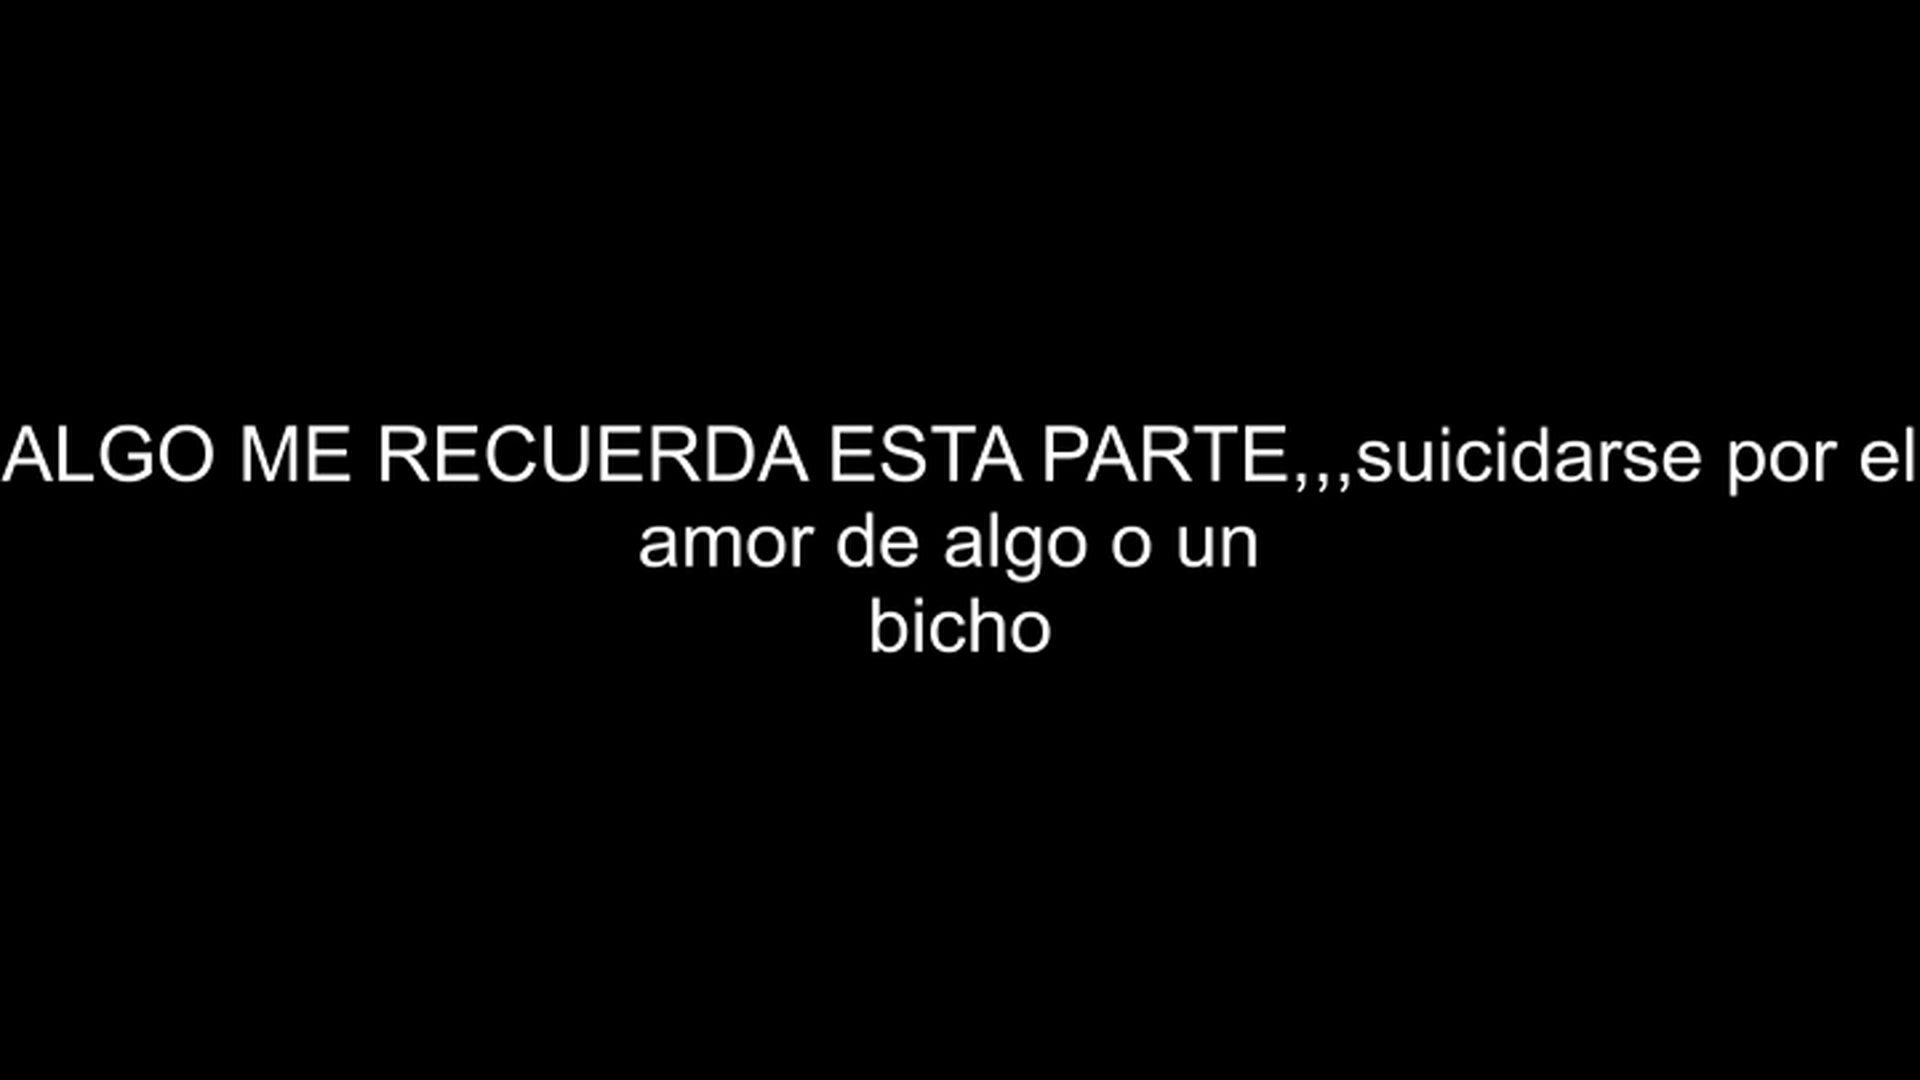 ALGO ME RECUERDA ESTA PARTE,,,suicidarse por el
amor de algo o un
bicho